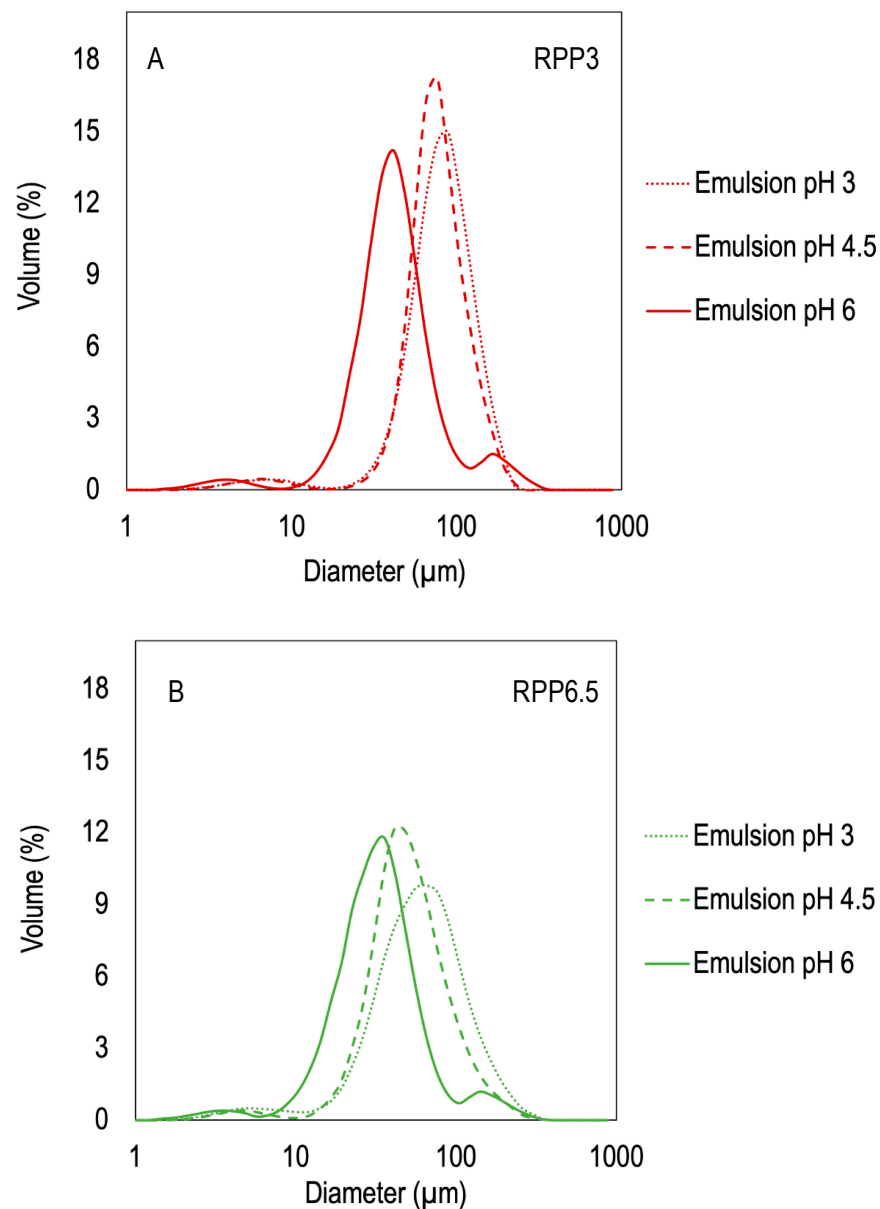 A RPP3
18
15
12
9
6
3
0
Volume (%)
1 10 100 1000
Diameter (µm)
Emulsion pH 3
Emulsion pH 4.5
Emulsion pH 6
B RPP6.5
18
15
12
9
6
3
0
Volume (%)
1 10 100 1000
Diameter (µm)
Emulsion pH 3
Emulsion pH 4.5
Emulsion pH 6